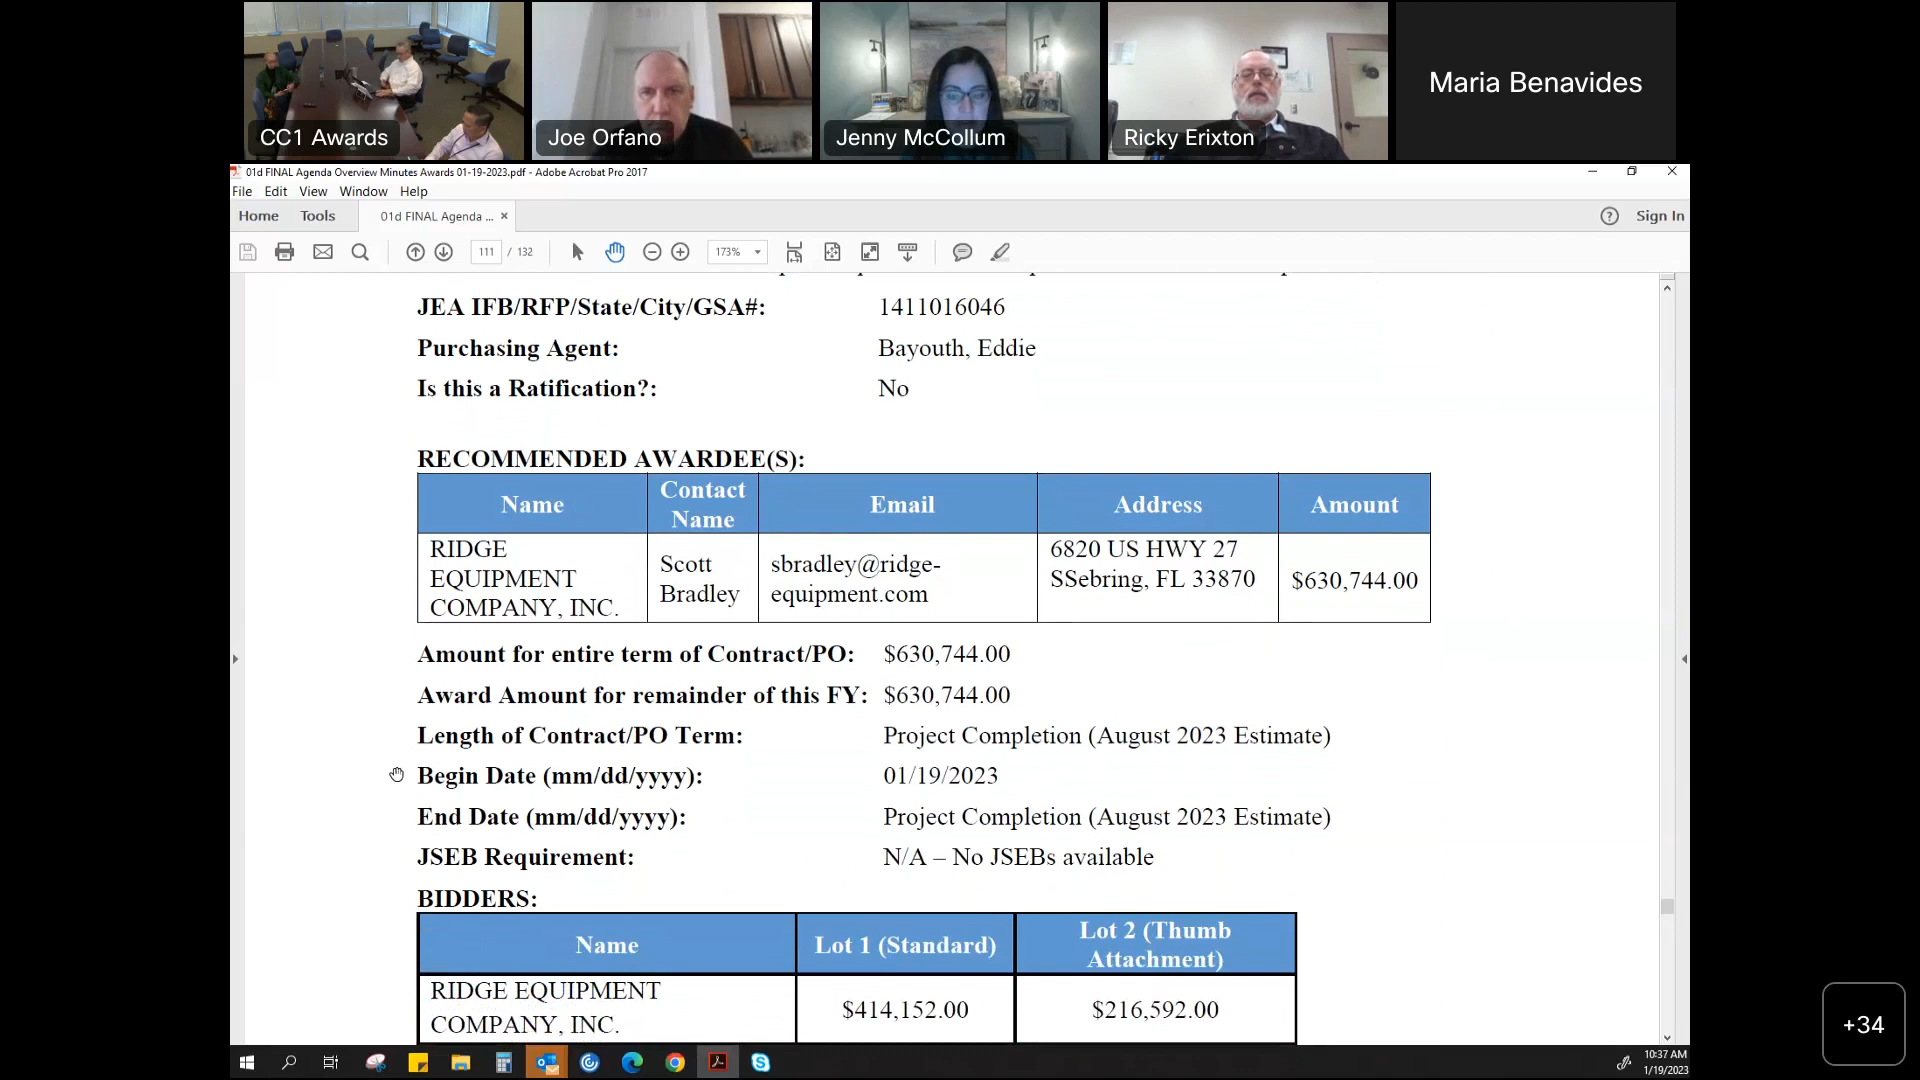 CC1 Awards
Joe Orfano
Jenny McCollum
Ricky Erixton
Maria Benavides
01d FINAL Agenda Overview Minutes Awards 01-19-2023.pdf - Adobe Acrobat Pro 2017
File Edit View Window Help
Home Tools 01d FINAL Agenda ... × Sign In
111 / 132 173%
JEA IFB/RFP/State/City/GSA#: 1411016046
Purchasing Agent: Bayouth, Eddie
Is this a Ratification?: No
RECOMMENDED AWARDEE(S):
Name Contact Name Email Address Amount
RIDGE EQUIPMENT COMPANY, INC. Scott Bradley sbradley@ridge-equipment.com 6820 US HWY 27 SSebring, FL 33870 $630,744.00
Amount for entire term of Contract/PO: $630,744.00
Award Amount for remainder of this FY: $630,744.00
Length of Contract/PO Term: Project Completion (August 2023 Estimate)
Begin Date (mm/dd/yyyy): 01/19/2023
End Date (mm/dd/yyyy): Project Completion (August 2023 Estimate)
JSEB Requirement: N/A – No JSEBs available
BIDDERS:
Name Lot 1 (Standard) Lot 2 (Thumb Attachment)
RIDGE EQUIPMENT COMPANY, INC. $414,152.00 $216,592.00
+34
10:37 AM
1/19/2023